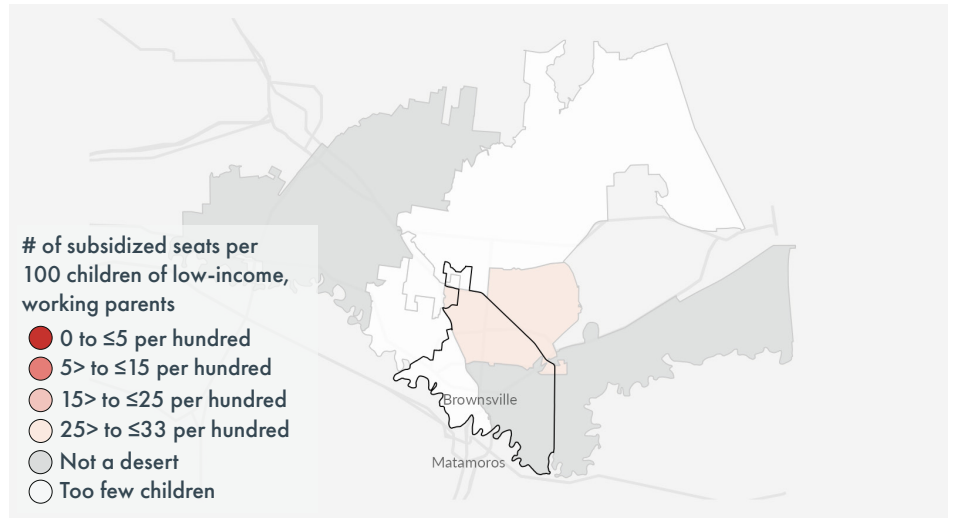 # of subsidized seats per
100 children of low-income,
working parents
0 to ≤5 per hundred
5> to ≤15 per hundred
15> to ≤25 per hundred
25> to ≤33 per hundred
Not a desert
Too few children
Brownsville
Matamoros